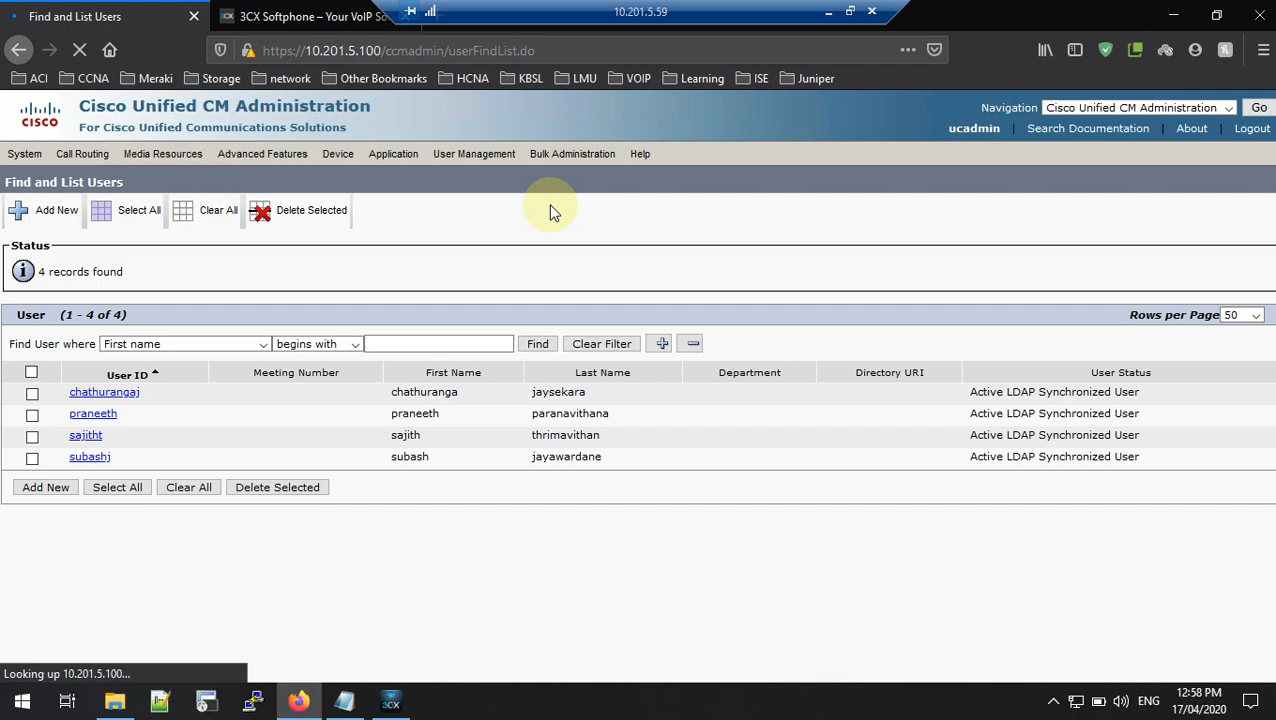 Find and List Users
3CX Softphone – Your VoIP So
10.201.5.59
https://10.201.5.100/ccmadmin/userFindList.do
ACI CCNA Meraki Storage network Other Bookmarks HCNA KBSL LMU VOIP Learning ISE Juniper
Cisco Unified CM Administration
For Cisco Unified Communications Solutions
CISCO
Navigation Cisco Unified CM Administration Go
ucadmin Search Documentation About Logout
System Call Routing Media Resources Advanced Features Device Application User Management Bulk Administration Help
Find and List Users
Add New Select All Clear All Delete Selected
Status
4 records found
User (1 - 4 of 4) Rows per Page 50
Find User where First name begins with Find Clear Filter
User ID Meeting Number First Name Last Name Department Directory URI User Status
chathurangaj chathuranga jaysekara Active LDAP Synchronized User
praneeth praneeth paranavithana Active LDAP Synchronized User
sajitht sajith thrimavithan Active LDAP Synchronized User
subashj subash jayawardane Active LDAP Synchronized User
Add New Select All Clear All Delete Selected
Looking up 10.201.5.100...
3CX
ENG
12:58 PM
17/04/2020